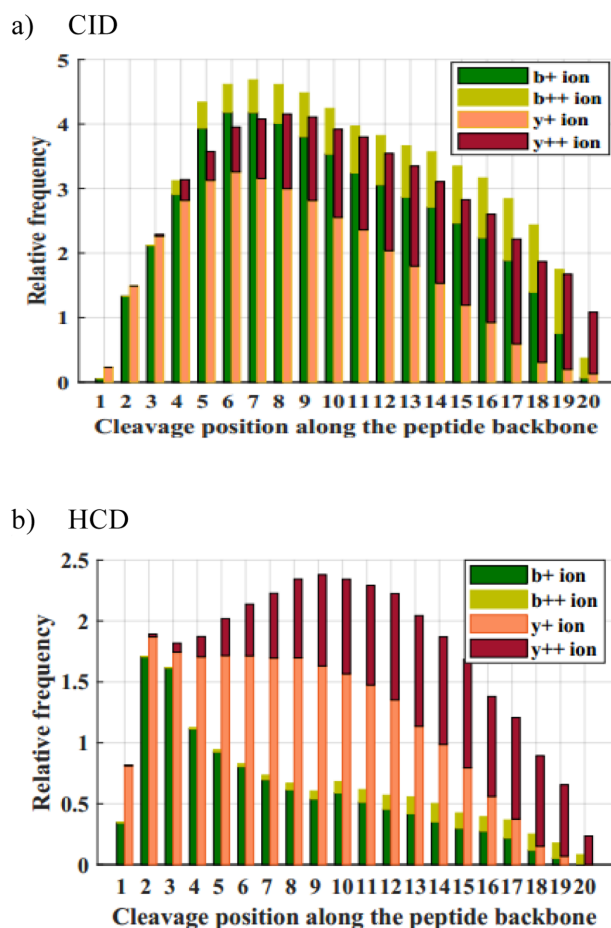 a) CID
5
4
3
2
1
0
Relative frequency
b+ ion
b++ ion
y+ ion
y++ ion
1 2 3 4 5 6 7 8 9 10 11 12 13 14 15 16 17 18 19 20
Cleavage position along the peptide backbone
b) HCD
2.5
2
1.5
1
0.5
0
Relative frequency
b+ ion
b++ ion
y+ ion
y++ ion
1 2 3 4 5 6 7 8 9 10 11 12 13 14 15 16 17 18 19 20
Cleavage position along the peptide backbone